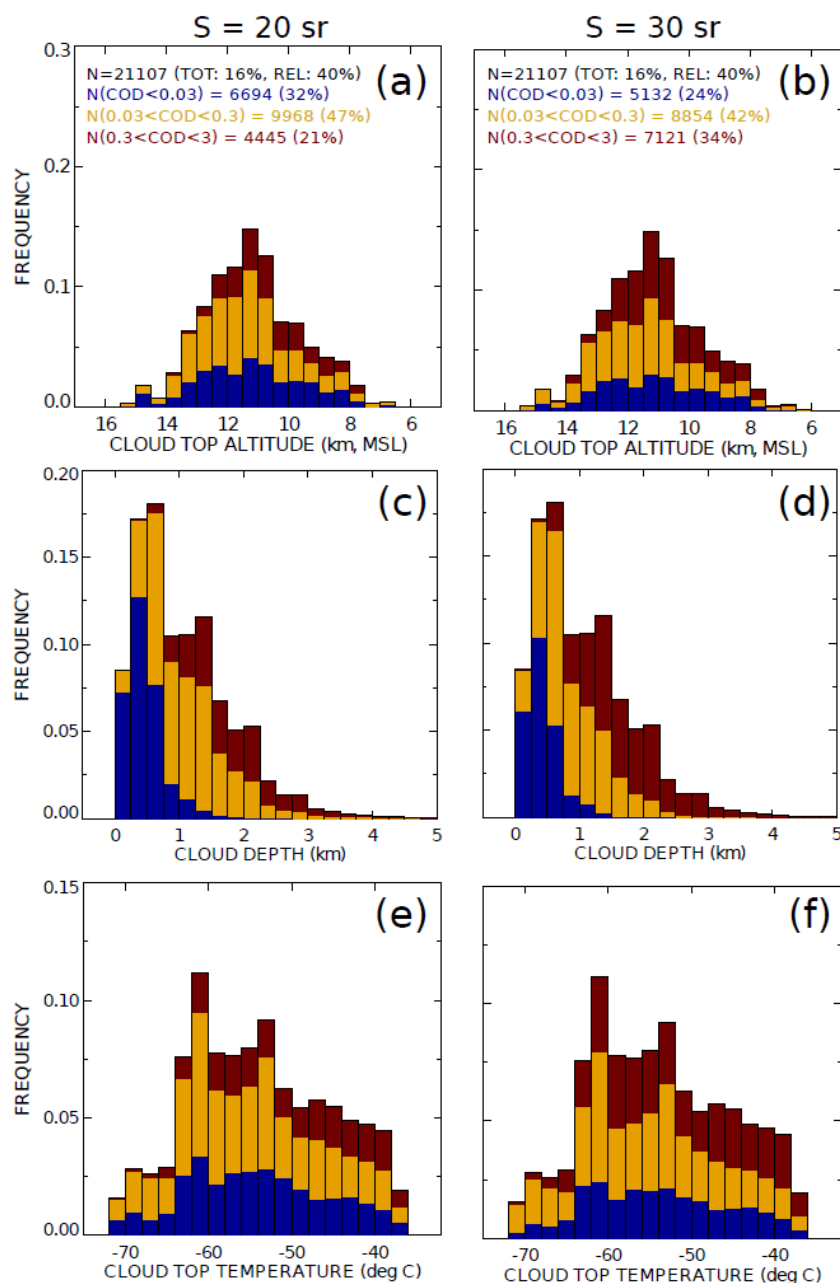 S = 20 sr
S = 30 sr
0.3
0.2
0.1
0.0
FREQUENCY
N=21107 (TOT: 16%, REL: 40%)
N(COD<0.03) = 6694 (32%)
N(0.03<COD<0.3) = 9968 (47%)
N(0.3<COD<3) = 4445 (21%)
(a)
16 14 12 10 8 6
CLOUD TOP ALTITUDE (km, MSL)
N=21107 (TOT: 16%, REL: 40%)
N(COD<0.03) = 5132 (24%)
N(0.03<COD<0.3) = 8854 (42%)
N(0.3<COD<3) = 7121 (34%)
(b)
16 14 12 10 8 6
CLOUD TOP ALTITUDE (km, MSL)
0.20
0.15
0.10
0.05
0.00
FREQUENCY
(c)
0 1 2 3 4 5
CLOUD DEPTH (km)
(d)
0 1 2 3 4 5
CLOUD DEPTH (km)
0.15
0.10
0.05
0.00
FREQUENCY
(e)
-70 -60 -50 -40
CLOUD TOP TEMPERATURE (deg C)
(f)
-70 -60 -50 -40
CLOUD TOP TEMPERATURE (deg C)